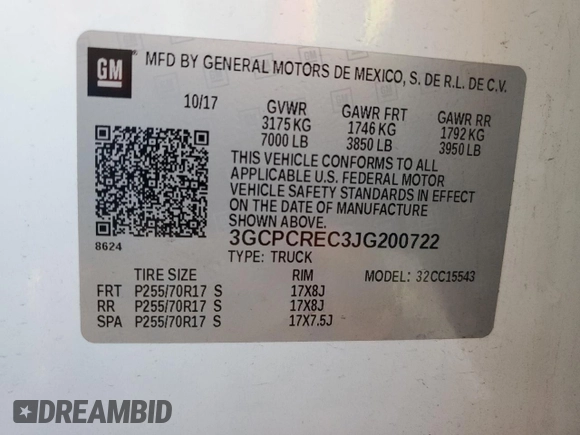 GM
MFD BY GENERAL MOTORS DE MEXICO, S. DE R.L. DE C.V.
10/17 GVWR GAWR FRT GAWR RR
3175 KG 1746 KG 1792 KG
7000 LB 3850 LB 3950 LB
THIS VEHICLE CONFORMS TO ALL
APPLICABLE U.S. FEDERAL MOTOR
VEHICLE SAFETY STANDARDS IN EFFECT
ON THE DATE OF MANUFACTURE
SHOWN ABOVE.
8624 3GCPCREC3JG200722
TYPE: TRUCK MODEL: 32CC15543
TIRE SIZE RIM
FRT P255/70R17 S 17X8J
RR P255/70R17 S 17X8J
SPA P255/70R17 S 17X7.5J
DREAMBID